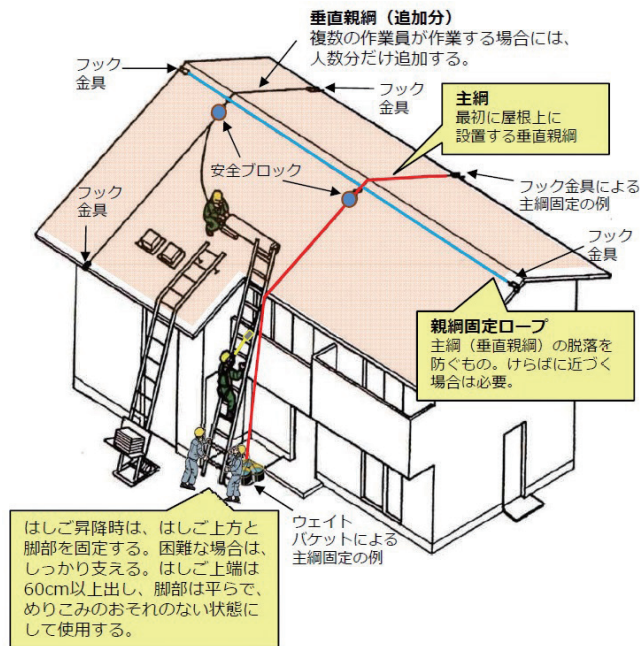 垂直親綱（追加分）
複数の作業員が作業する場合には、
人数分だけ追加する。
フック
金具
フック
金具
主綱
最初に屋根上に
設置する垂直親綱
安全ブロック
フック金具による
主綱固定の例
フック
金具
フック
金具
親綱固定ロープ
主綱（垂直親綱）の脱落を
防ぐもの。けらばに近づく
場合は必要。
ウェイト
バケットによる
主綱固定の例
はしご昇降時は、はしご上方と
脚部を固定する。困難な場合は、
しっかり支える。はしご上端は
60cm以上出し、脚部は平らで、
めりこみのおそれのない状態に
して使用する。